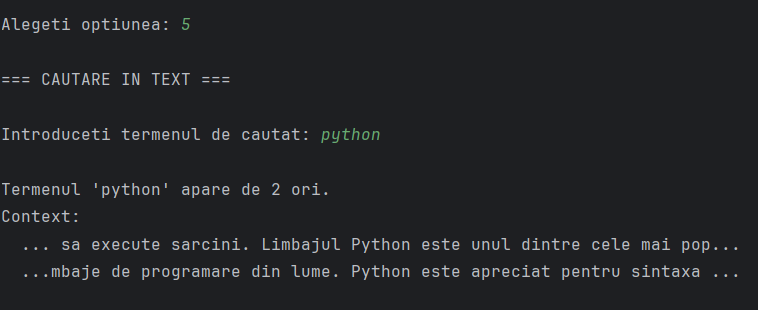 Alegeti optiunea: 5
=== CAUTARE IN TEXT ===
Introduceti termenul de cautat: python
Termenul 'python' apare de 2 ori.
Context:
... sa execute sarcini. Limbajul Python este unul dintre cele mai pop...
...mbaje de programare din lume. Python este apreciat pentru sintaxa ...